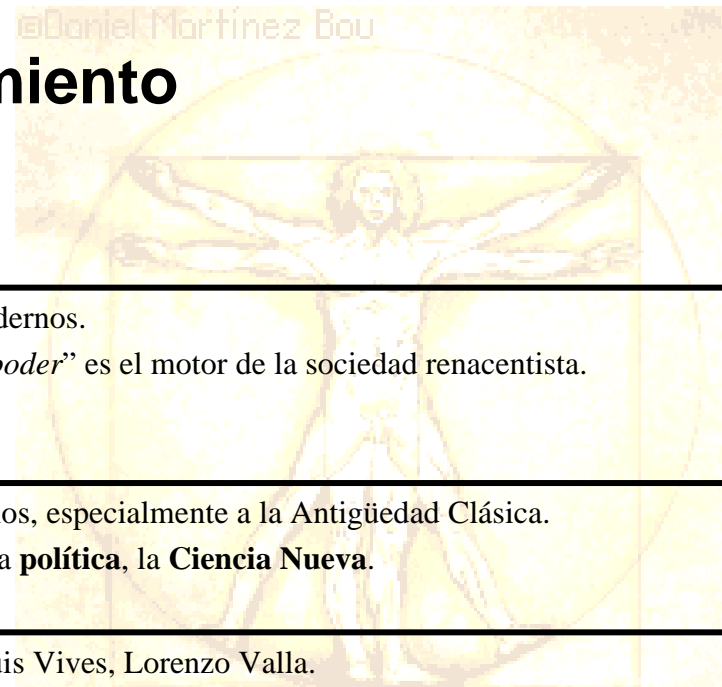 ©Daniel Martínez Bou
miento
dernos.
poder” es el motor de la sociedad renacentista.
os, especialmente a la Antigüedad Clásica.
a política, la Ciencia Nueva.
uis Vives, Lorenzo Valla.